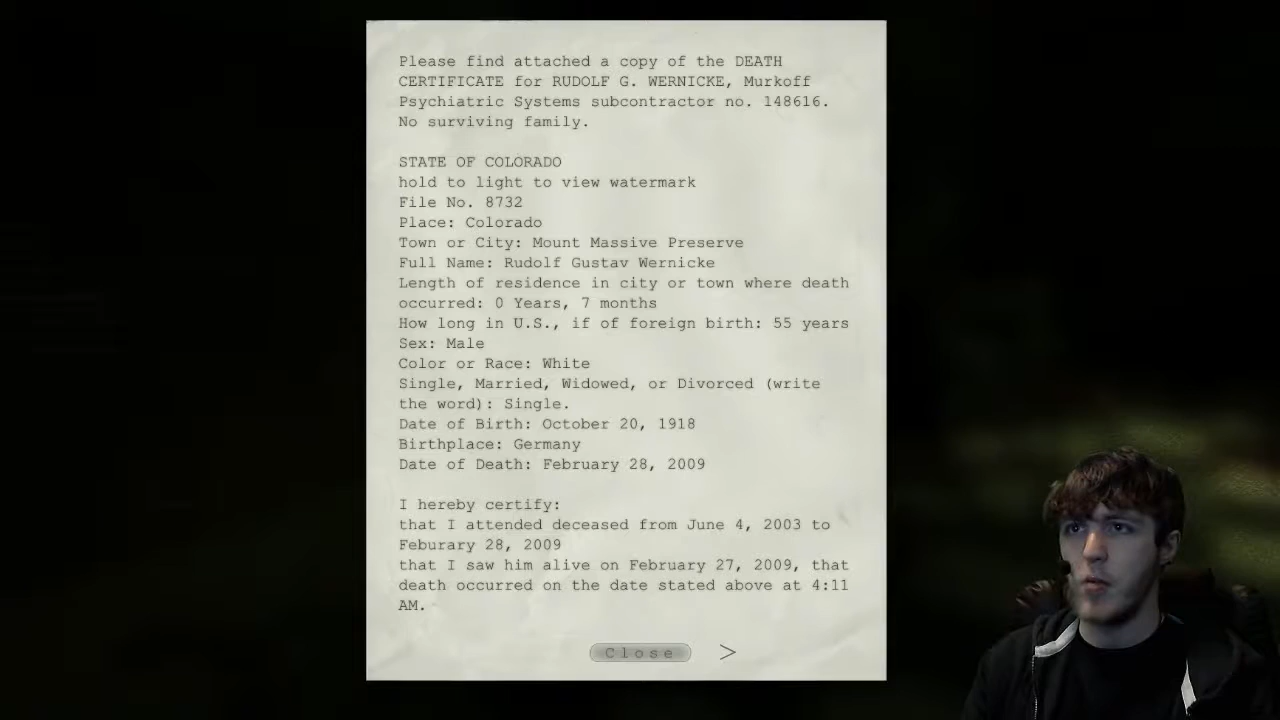 Please find attached a copy of the DEATH
CERTIFICATE for RUDOLF G. WERNICKE, Murkoff
Psychiatric Systems subcontractor no. 148616.
No surviving family.
STATE OF COLORADO
hold to light to view watermark
File No. 8732
Place: Colorado
Town or City: Mount Massive Preserve
Full Name: Rudolf Gustav Wernicke
Length of residence in city or town where death
occurred: 0 Years, 7 months
How long in U.S., if of foreign birth: 55 years
Sex: Male
Color or Race: White
Single, Married, Widowed, or Divorced (write
the word): Single.
Date of Birth: October 20, 1918
Birthplace: Germany
Date of Death: February 28, 2009
I hereby certify:
that I attended deceased from June 4, 2003 to
Feburary 28, 2009
that I saw him alive on February 27, 2009, that
death occurred on the date stated above at 4:11
AM.
Close >